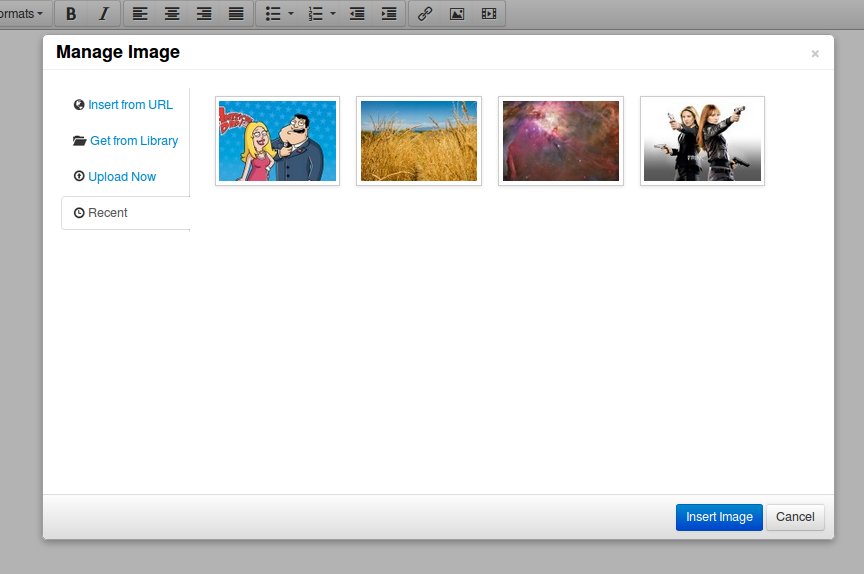 ormats
B I
Manage Image
×
Insert from URL
Get from Library
Upload Now
Recent
Insert Image
Cancel